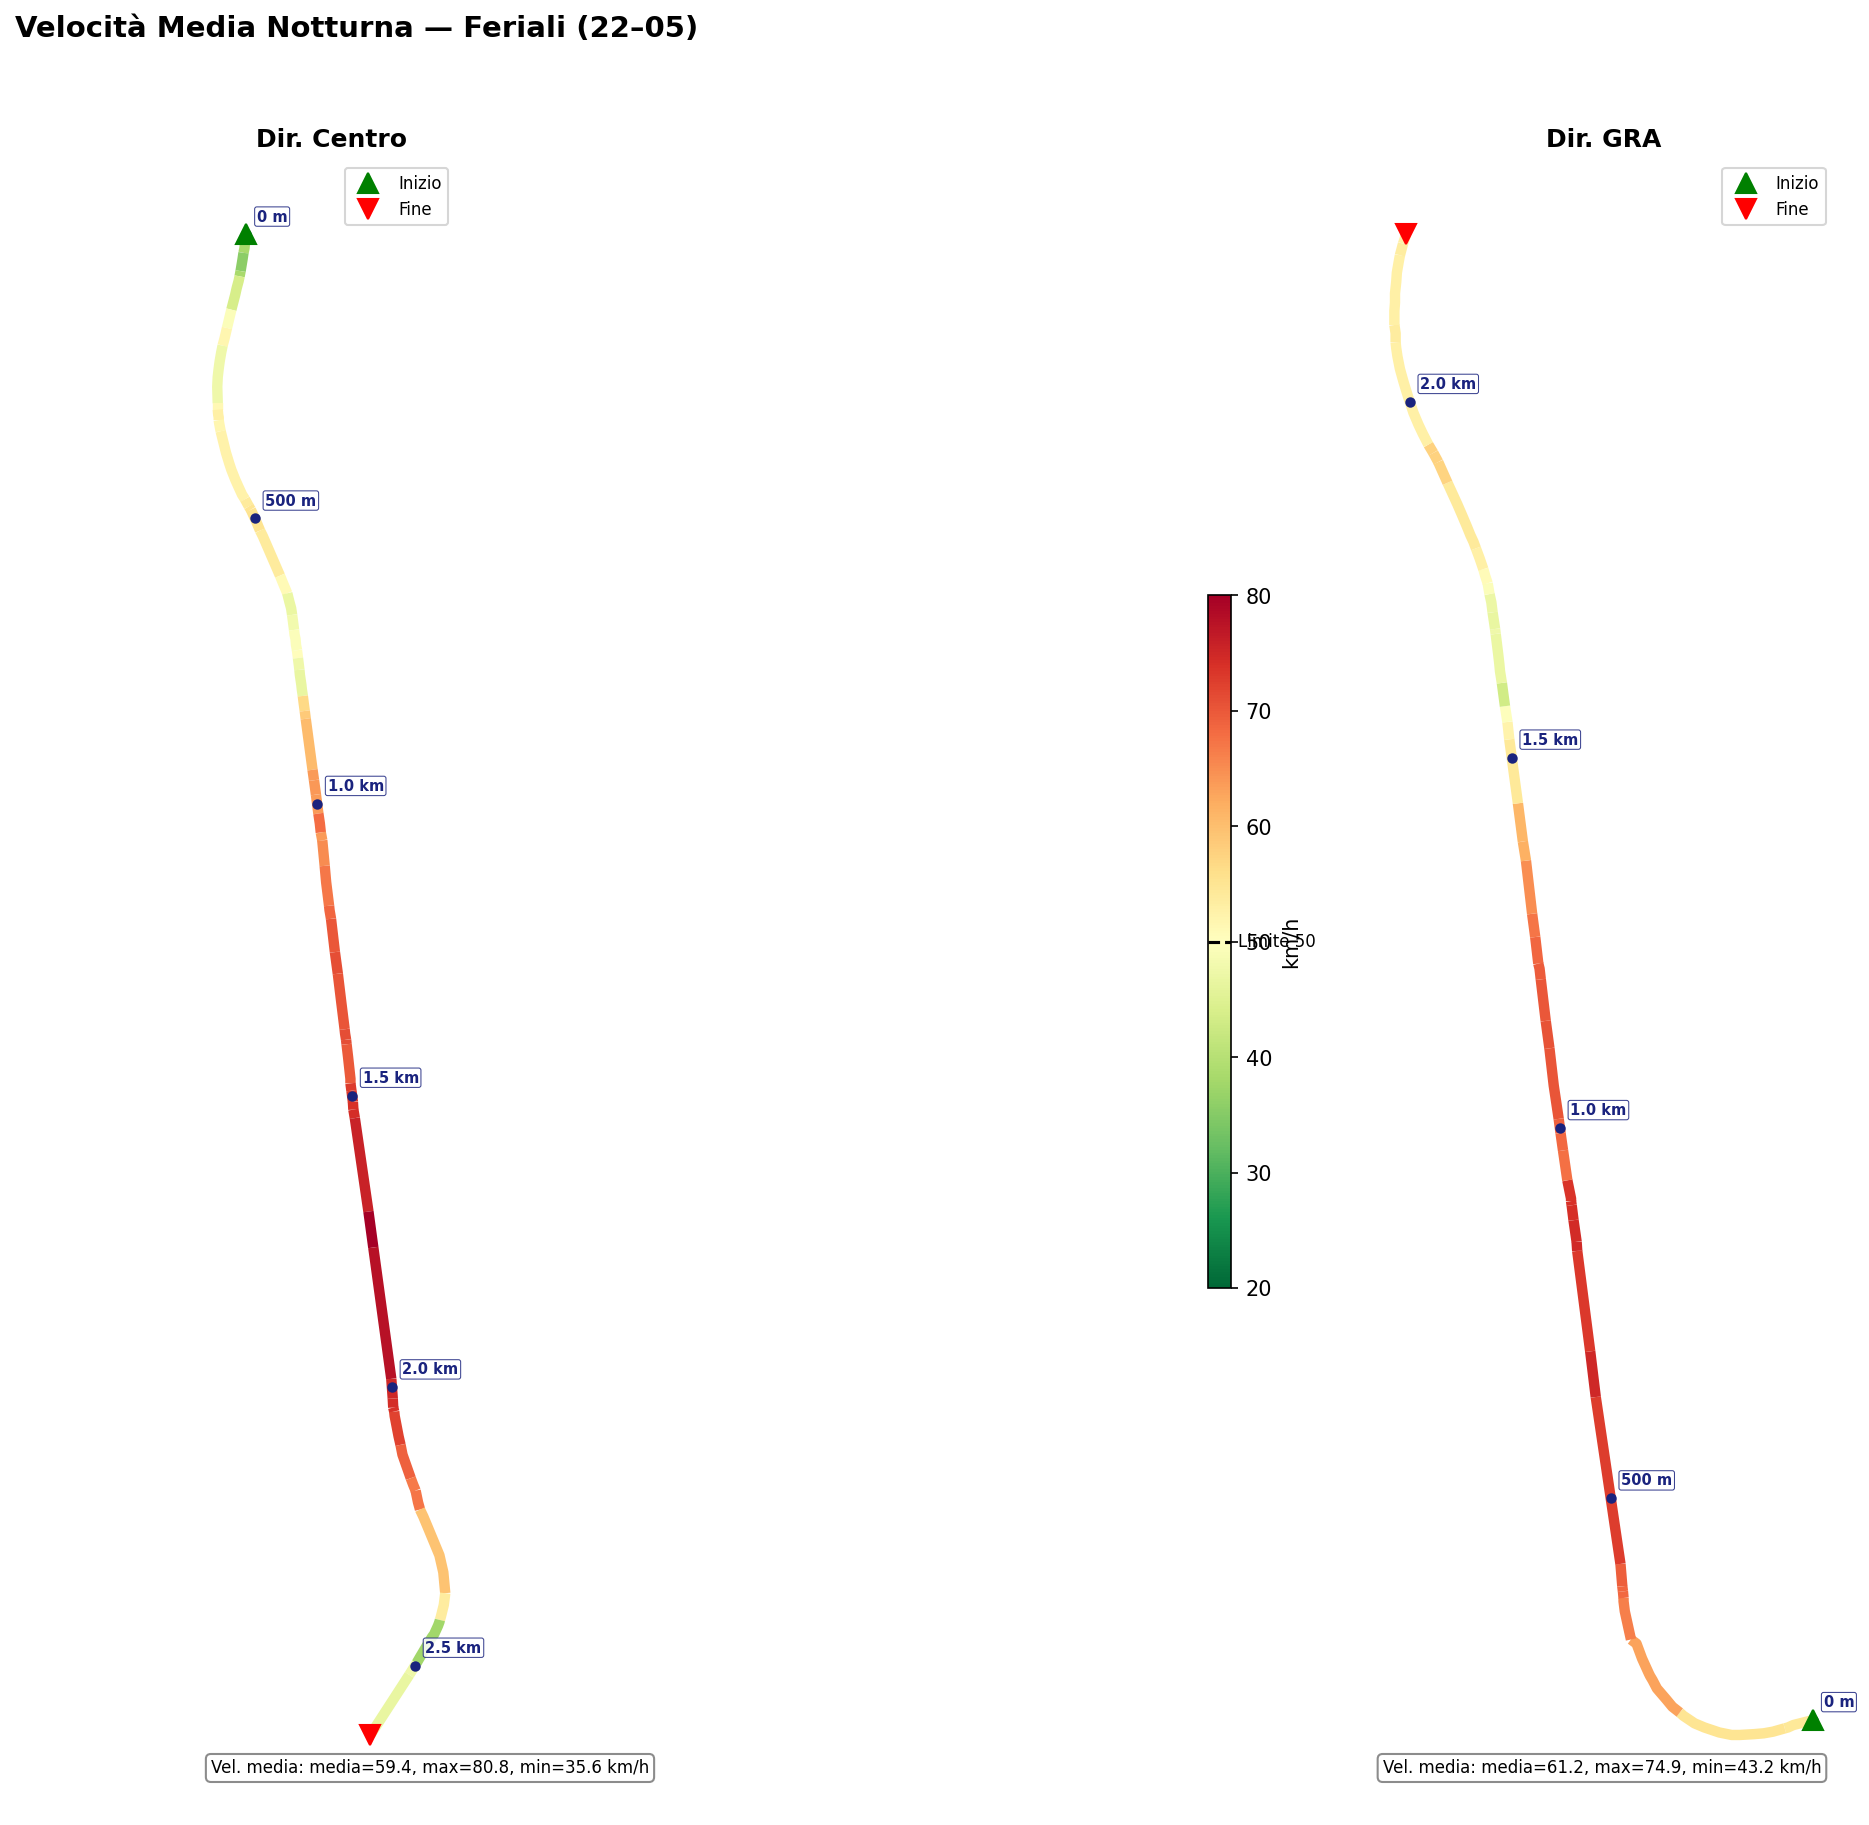 Velocità Media Notturna — Feriali (22–05)
Dir. Centro
Inizio
Fine
0 m
500 m
1.0 km
1.5 km
2.0 km
2.5 km
Vel. media: media=59.4, max=80.8, min=35.6 km/h
80
70
60
50
40
30
20
Limite 50
km/h
Dir. GRA
Inizio
Fine
2.0 km
1.5 km
1.0 km
500 m
0 m
Vel. media: media=61.2, max=74.9, min=43.2 km/h